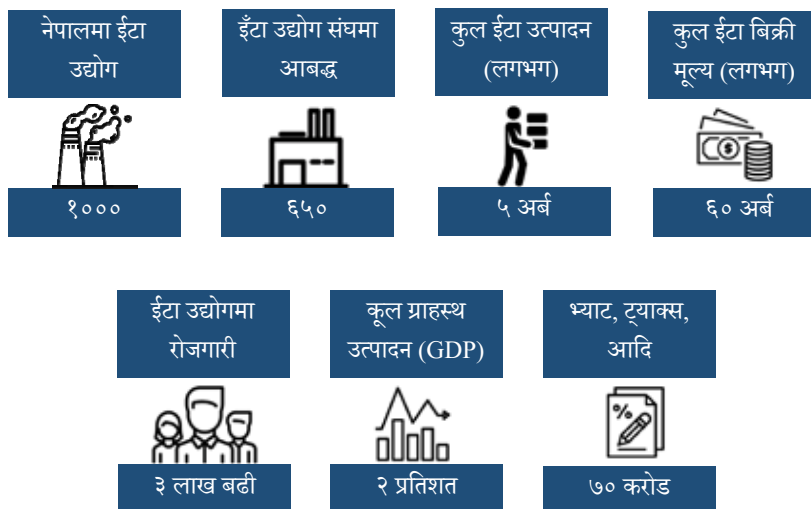 नेपालमा ईटा
उद्योग
१०००
इँटा उद्योग संघमा
आबद्ध
६५०
कुल ईटा उत्पादन
(लगभग)
५ अर्ब
कुल ईटा बिक्री
मूल्य (लगभग)
$
६० अर्ब
ईटा उद्योगमा
रोजगारी
३ लाख बढी
कूल ग्राहस्थ
उत्पादन (GDP)
२ प्रतिशत
भ्याट, ट्याक्स,
आदि
%
७० करोड